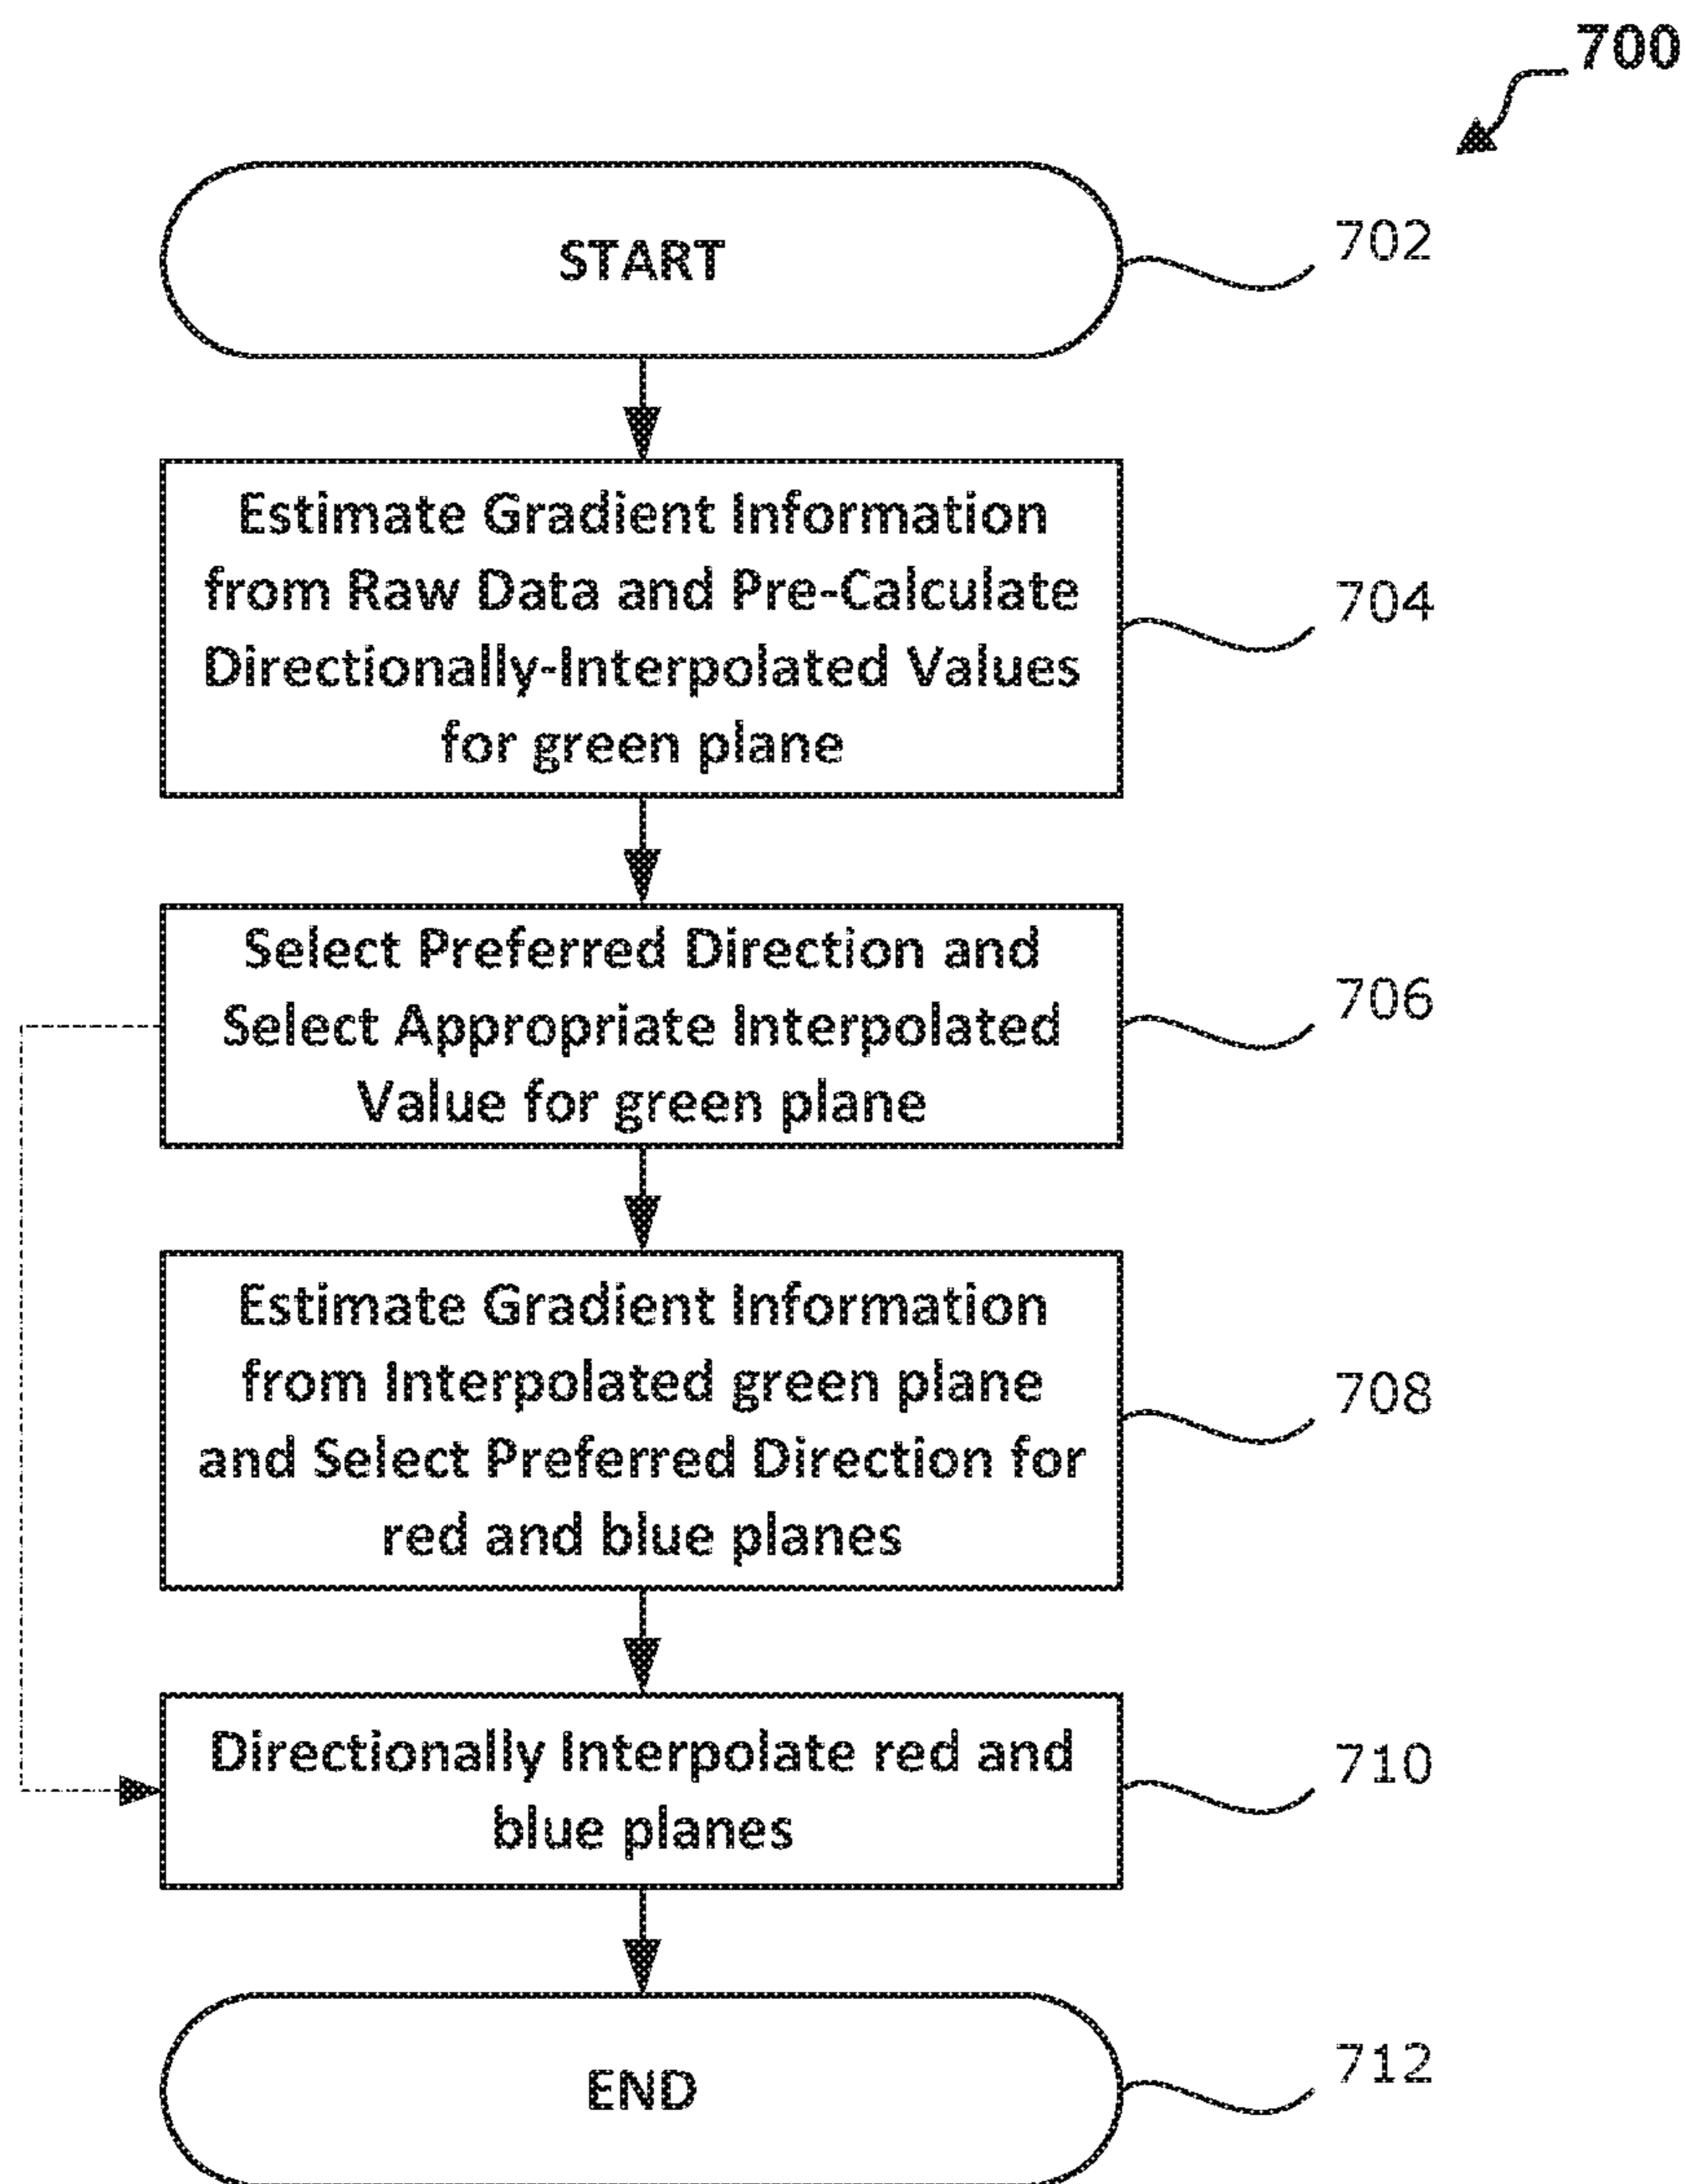 700
START
702
Estimate Gradient Information
from Raw Data and Pre-Calculate
Directionally-Interpolated Values
for green plane
704
Select Preferred Direction and
Select Appropriate Interpolated
Value for green plane
706
Estimate Gradient Information
from Interpolated green plane
and Select Preferred Direction for
red and blue planes
708
Directionally Interpolate red and
blue planes
710
END
712